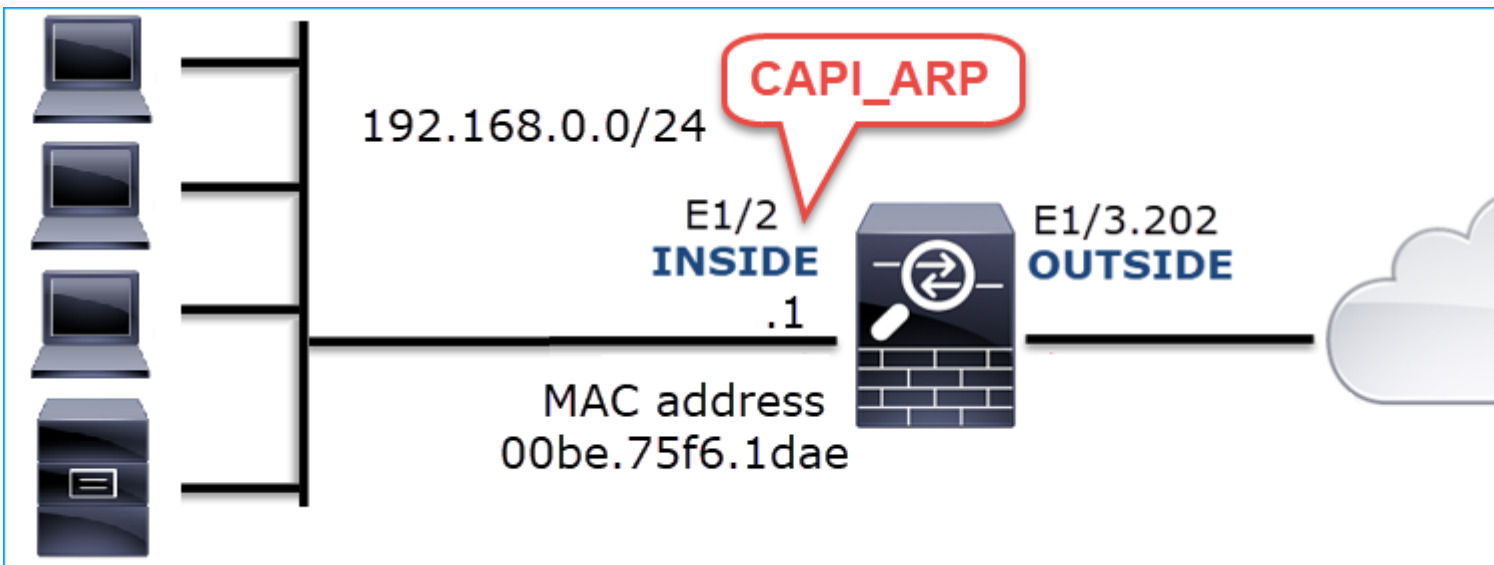 CAPI_ARP
192.168.0.0/24
E1/2
INSIDE
.1
E1/3.202
OUTSIDE
MAC address
00be.75f6.1dae